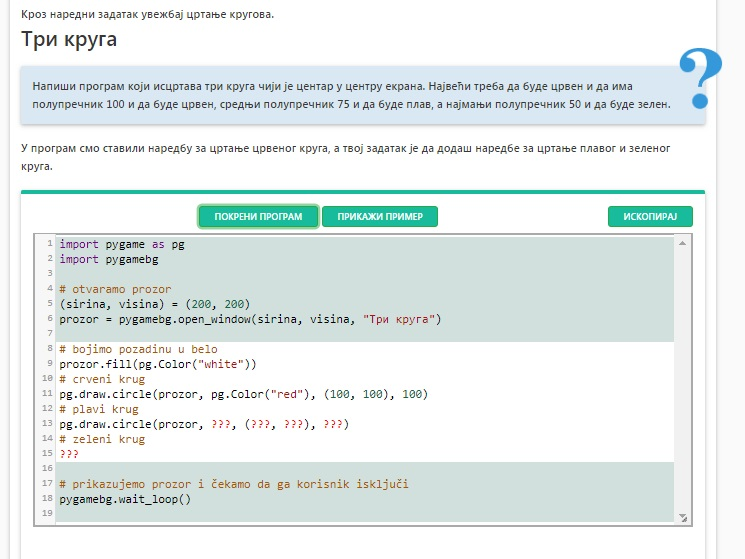 Кроз наредни задатак увежбај цртање кругова.
Три круга
Напиши програм који исцртава три круга чији је центар у центру екрана. Највећи треба да буде црвен и да има
полупречник 100 и да буде црвен, средњи полупречник 75 и да буде плав, а најмањи полупречник 50 и да буде зелен.
?
У програм смо ставили наредбу за цртање црвеног круга, а твој задатак је да додаш наредбе за цртање плавог и зеленог
круга.
ПОКРЕНИ ПРОГРАМ ПРИКАЖИ ПРИМЕР ИСКОПИРАЈ
1 import pygame as pg
2 import pygamebg
3
4 # otvaramo prozor
5 (sirina, visina) = (200, 200)
6 prozor = pygamebg.open_window(sirina, visina, "Три круга")
7
8 # bojimo pozadinu u belo
9 prozor.fill(pg.Color("white"))
10 # crveni krug
11 pg.draw.circle(prozor, pg.Color("red"), (100, 100), 100)
12 # plavi krug
13 pg.draw.circle(prozor, ???, (???, ???), ???)
14 # zeleni krug
15 ???
16
17 # prikazujemo prozor i čekamo da ga korisnik isključi
18 pygamebg.wait_loop()
19